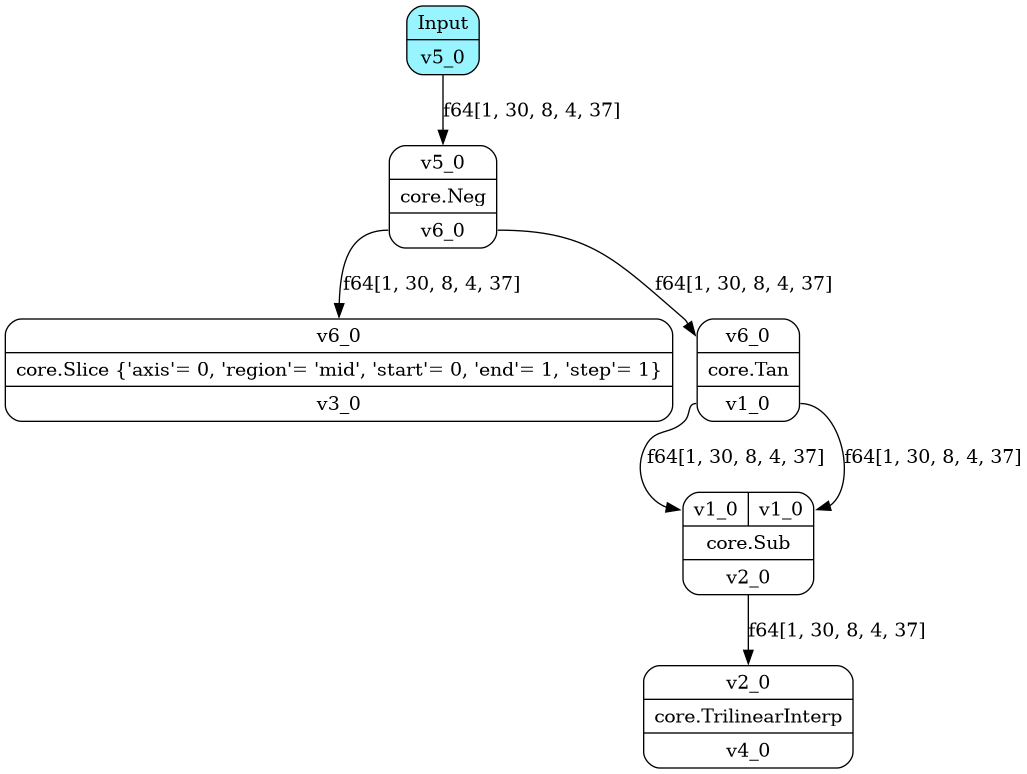 Input
v5_0
f64[1, 30, 8, 4, 37]
v5_0
core.Neg
v6_0
f64[1, 30, 8, 4, 37]
f64[1, 30, 8, 4, 37]
v6_0
core.Slice {'axis'= 0, 'region'= 'mid', 'start'= 0, 'end'= 1, 'step'= 1}
v3_0
v6_0
core.Tan
v1_0
f64[1, 30, 8, 4, 37]
f64[1, 30, 8, 4, 37]
v1_0 v1_0
core.Sub
v2_0
f64[1, 30, 8, 4, 37]
v2_0
core.TrilinearInterp
v4_0